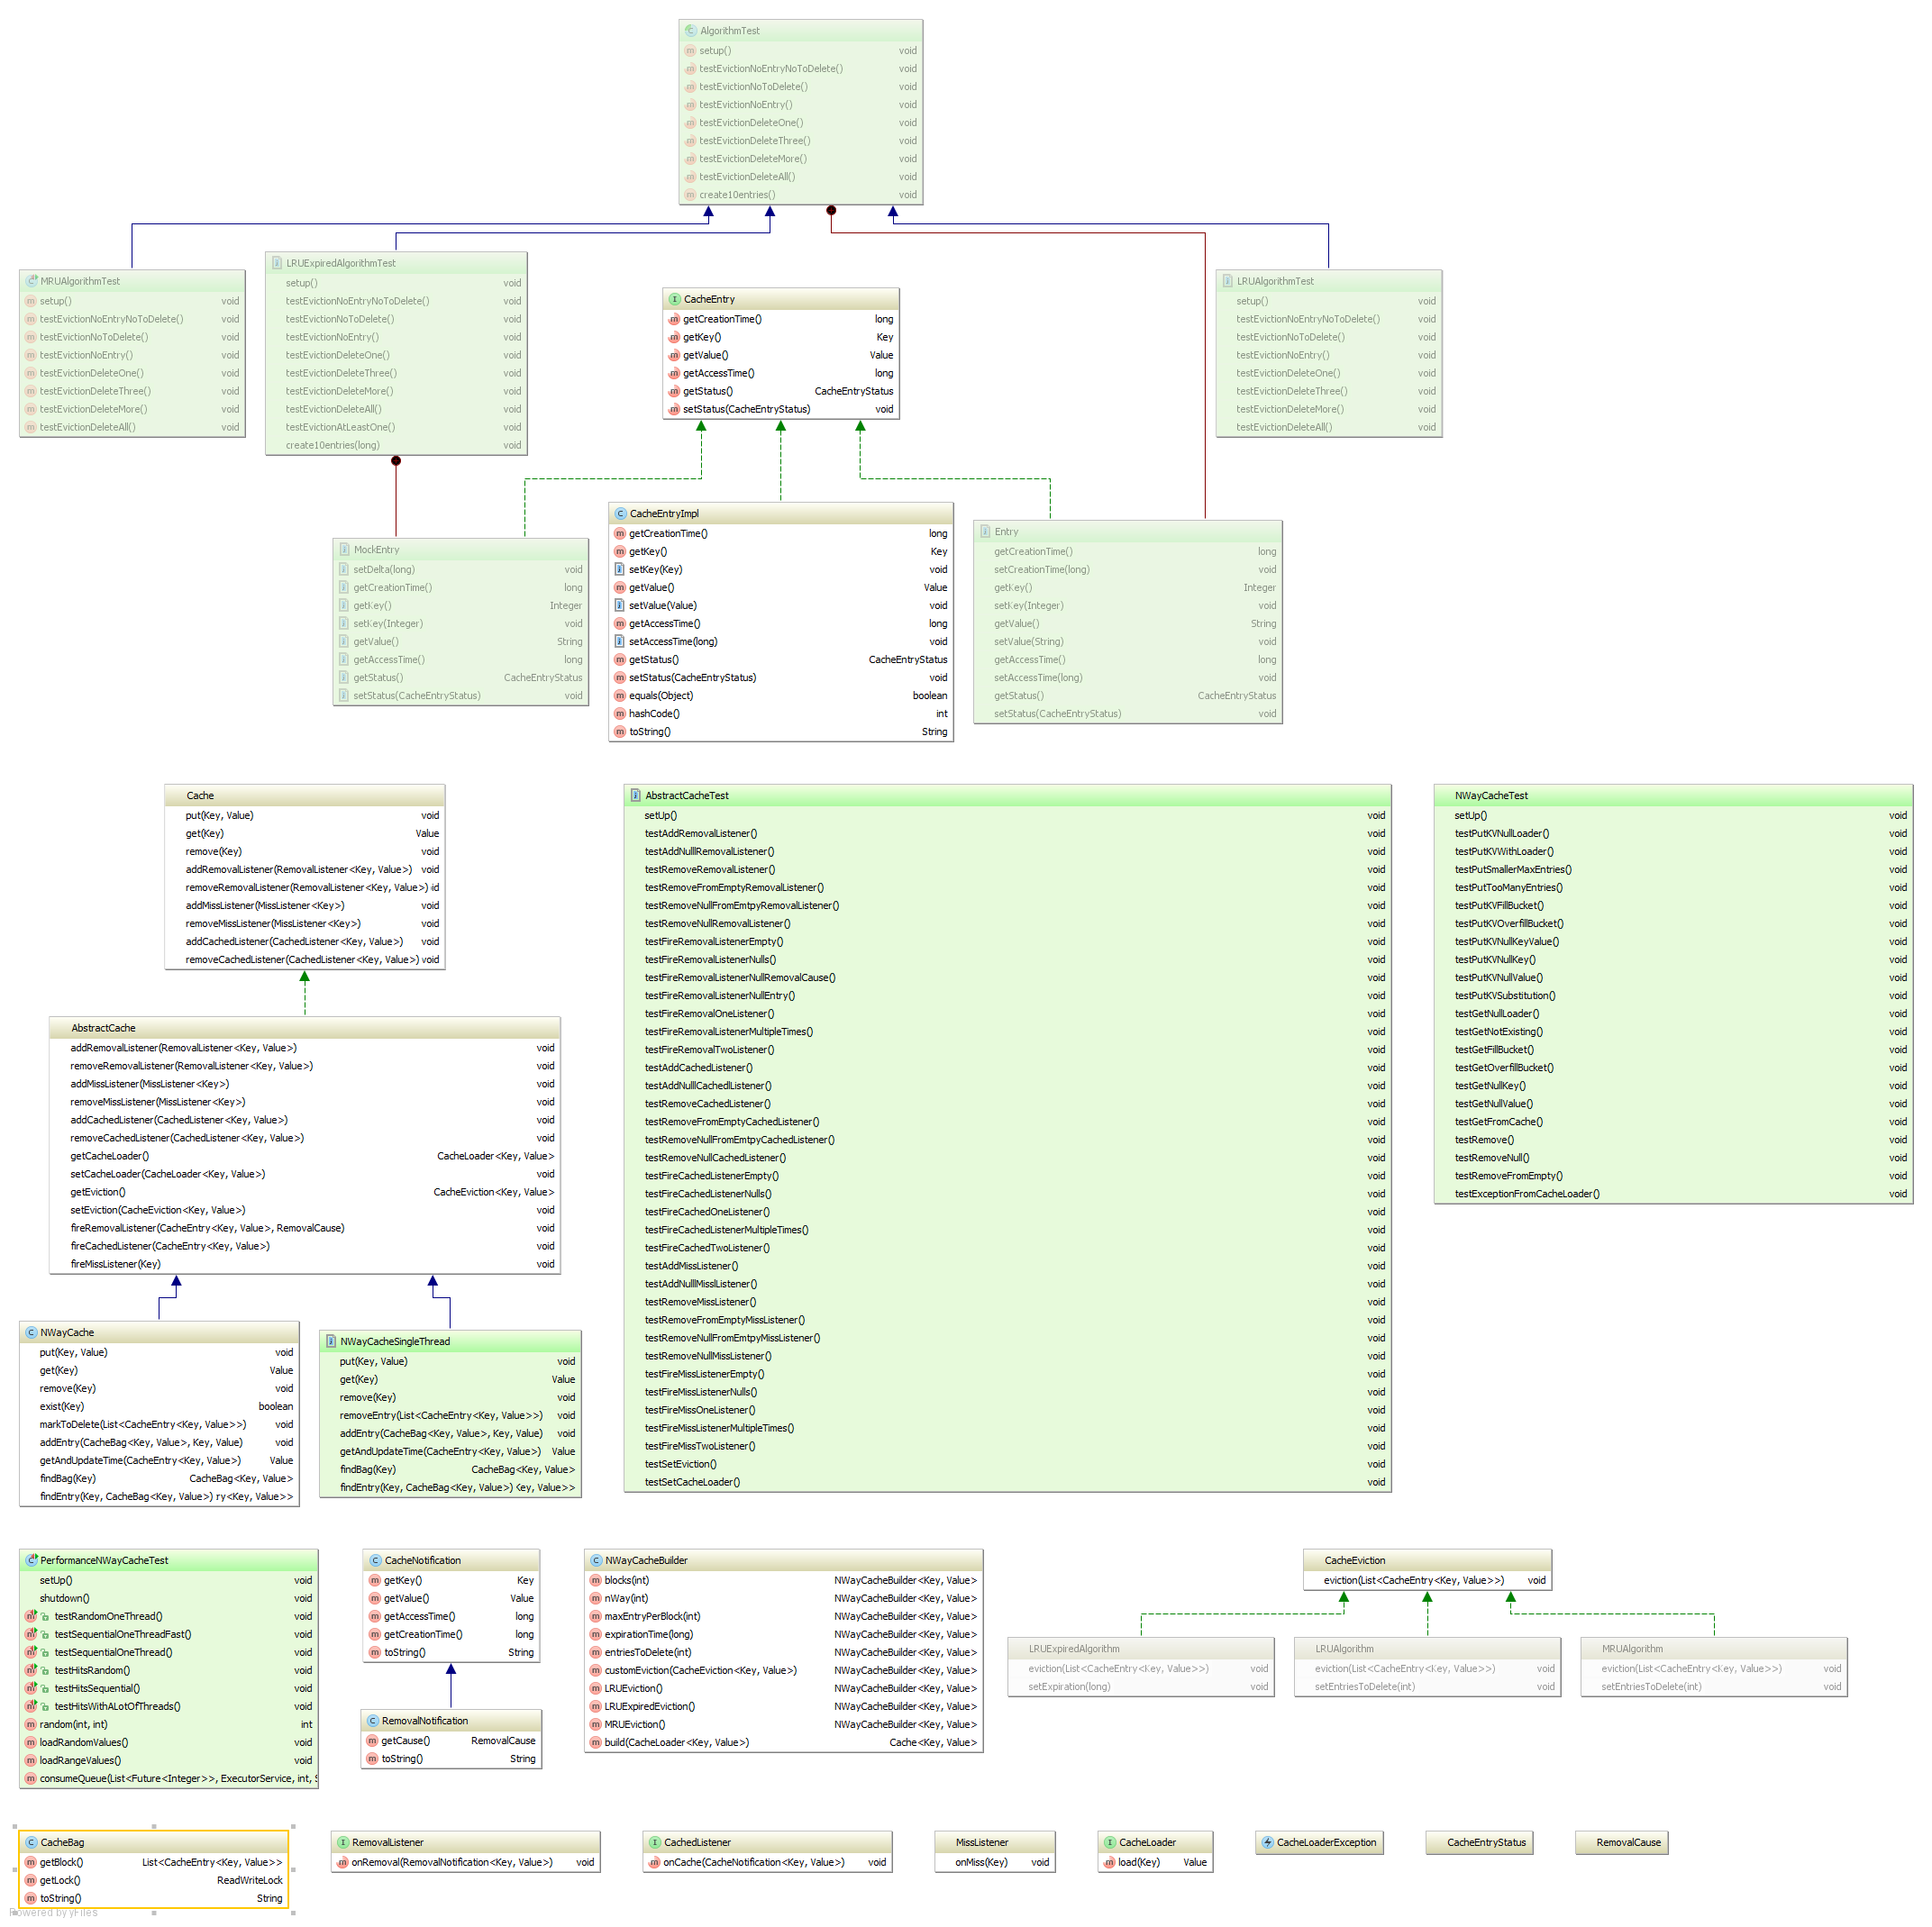 AlgorithmTest
setup() void
testEvictionNoEntryNoToDelete() void
testEvictionNoToDelete() void
testEvictionNoEntry() void
testEvictionDeleteOne() void
testEvictionDeleteThree() void
testEvictionDeleteMore() void
testEvictionDeleteAll() void
create10entries() void
MRUAlgorithmTest
setup() void
testEvictionNoEntryNoToDelete() void
testEvictionNoToDelete() void
testEvictionNoEntry() void
testEvictionDeleteOne() void
testEvictionDeleteThree() void
testEvictionDeleteMore() void
testEvictionDeleteAll() void
LRUExpiredAlgorithmTest
setup() void
testEvictionNoEntryNoToDelete() void
testEvictionNoToDelete() void
testEvictionNoEntry() void
testEvictionDeleteOne() void
testEvictionDeleteThree() void
testEvictionDeleteMore() void
testEvictionDeleteAll() void
testEvictionAtLeastOne() void
create10entries(long) void
CacheEntry
getCreationTime() long
getKey() Key
getValue() Value
getAccessTime() long
getStatus() CacheEntryStatus
setStatus(CacheEntryStatus) void
LRUAlgorithmTest
setup() void
testEvictionNoEntryNoToDelete() void
testEvictionNoToDelete() void
testEvictionNoEntry() void
testEvictionDeleteOne() void
testEvictionDeleteThree() void
testEvictionDeleteMore() void
testEvictionDeleteAll() void
MockEntry
setDelta(long) void
getCreationTime() long
getKey() Integer
setKey(Integer) void
getValue() String
getAccessTime() long
getStatus() CacheEntryStatus
setStatus(CacheEntryStatus) void
CacheEntryImpl
getCreationTime() long
getKey() Key
setKey(Key) void
getValue() Value
setValue(Value) void
getAccessTime() long
setAccessTime(long) void
getStatus() CacheEntryStatus
setStatus(CacheEntryStatus) void
equals(Object) boolean
hashCode() int
toString() String
Entry
getCreationTime() long
setCreationTime(long) void
getKey() Integer
setKey(Integer) void
getValue() String
setValue(String) void
getAccessTime() long
setAccessTime(long) void
getStatus() CacheEntryStatus
setStatus(CacheEntryStatus) void
Cache
put(Key, Value) void
get(Key) Value
remove(Key) void
addRemovalListener(RemovalListener<Key, Value>) void
removeRemovalListener(RemovalListener<Key, Value>) id
addMissListener(MissListener<Key>) void
removeMissListener(MissListener<Key>) void
addCachedListener(CachedListener<Key, Value>) void
removeCachedListener(CachedListener<Key, Value>) void
AbstractCache
addRemovalListener(RemovalListener<Key, Value>) void
removeRemovalListener(RemovalListener<Key, Value>) void
addMissListener(MissListener<Key>) void
removeMissListener(MissListener<Key>) void
addCachedListener(CachedListener<Key, Value>) void
removeCachedListener(CachedListener<Key, Value>) void
getCacheLoader() CacheLoader<Key, Value>
setCacheLoader(CacheLoader<Key, Value>) void
getEviction() CacheEviction<Key, Value>
setEviction(CacheEviction<Key, Value>) void
fireRemovalListener(CacheEntry<Key, Value>, RemovalCause) void
fireCachedListener(CacheEntry<Key, Value>) void
fireMissListener(Key) void
NWayCache
put(Key, Value) void
get(Key) Value
remove(Key) void
exist(Key) boolean
markToDelete(List<CacheEntry<Key, Value>>) void
addEntry(CacheBag<Key, Value>, Key, Value) void
getAndUpdateTime(CacheEntry<Key, Value>) Value
findBag(Key) CacheBag<Key, Value>
findEntry(Key, CacheBag<Key, Value>) ry<Key, Value>>
NWayCacheSingleThread
put(Key, Value) void
get(Key) Value
remove(Key) void
removeEntry(List<CacheEntry<Key, Value>>) void
addEntry(CacheBag<Key, Value>, Key, Value) void
getAndUpdateTime(CacheEntry<Key, Value>) Value
findBag(Key) CacheBag<Key, Value>
findEntry(Key, CacheBag<Key, Value>) <ey, Value>>
AbstractCacheTest
setUp() void
testAddRemovalListener() void
testAddNulllRemovalListener() void
testRemoveRemovalListener() void
testRemoveFromEmptyRemovalListener() void
testRemoveNullFromEmtpyRemovalListener() void
testRemoveNullRemovalListener() void
testFireRemovalListenerEmpty() void
testFireRemovalListenerNulls() void
testFireRemovalListenerNullRemovalCause() void
testFireRemovalListenerNullEntry() void
testFireRemovalOneListener() void
testFireRemovalListenerMultipleTimes() void
testFireRemovalTwoListener() void
testAddCachedListener() void
testAddNulllCachedlListener() void
testRemoveCachedListener() void
testRemoveFromEmptyCachedListener() void
testRemoveNullFromEmtpyCachedListener() void
testRemoveNullCachedListener() void
testFireCachedListenerEmpty() void
testFireCachedListenerNulls() void
testFireCachedOneListener() void
testFireCachedListenerMultipleTimes() void
testFireCachedTwoListener() void
testAddMissListener() void
testAddNulllMisslListener() void
testRemoveMissListener() void
testRemoveFromEmptyMissListener() void
testRemoveNullFromEmtpyMissListener() void
testRemoveNullMissListener() void
testFireMissListenerEmpty() void
testFireMissListenerNulls() void
testFireMissOneListener() void
testFireMissListenerMultipleTimes() void
testFireMissTwoListener() void
testSetEviction() void
testSetCacheLoader() void
NWayCacheTest
setUp() void
testPutKVNullLoader() void
testPutKVWithLoader() void
testPutSmallerMaxEntries() void
testPutTooManyEntries() void
testPutKVFillBucket() void
testPutKVOverfillBucket() void
testPutKVNullKeyValue() void
testPutKVNullKey() void
testPutKVNullValue() void
testPutKVSubstitution() void
testGetNullLoader() void
testGetNotExisting() void
testGetFillBucket() void
testGetOverfillBucket() void
testGetNullKey() void
testGetNullValue() void
testGetFromCache() void
testRemove() void
testRemoveNull() void
testRemoveFromEmpty() void
testExceptionFromCacheLoader() void
PerformanceNWayCacheTest
setUp() void
shutdown() void
testRandomOneThread() void
testSequentialOneThreadFast() void
testSequentialOneThread() void
testHitsRandom() void
testHitsSequential() void
testHitsWithALotOfThreads() void
random(int, int) int
loadRandomValues() void
loadRangeValues() void
consumeQueue(List<Future<Integer>>, ExecutorService, int, S
CacheNotification
getKey() Key
getValue() Value
getAccessTime() long
getCreationTime() long
toString() String
RemovalNotification
getCause() RemovalCause
toString() String
NWayCacheBuilder
blocks(int) NWayCacheBuilder<Key, Value>
nWay(int) NWayCacheBuilder<Key, Value>
maxEntryPerBlock(int) NWayCacheBuilder<Key, Value>
expirationTime(long) NWayCacheBuilder<Key, Value>
entriesToDelete(int) NWayCacheBuilder<Key, Value>
customEviction(CacheEviction<Key, Value>) NWayCacheBuilder<Key, Value>
LRUEviction() NWayCacheBuilder<Key, Value>
LRUExpiredEviction() NWayCacheBuilder<Key, Value>
MRUEviction() NWayCacheBuilder<Key, Value>
build(CacheLoader<Key, Value>) Cache<Key, Value>
CacheEviction
eviction(List<CacheEntry<Key, Value>>) void
LRUExpiredAlgorithm
eviction(List<CacheEntry<Key, Value>>) void
setExpiration(long) void
LRUAlgorithm
eviction(List<CacheEntry<Key, Value>>) void
setEntriesToDelete(int) void
MRUAlgorithm
eviction(List<CacheEntry<Key, Value>>) void
setEntriesToDelete(int) void
CacheBag
getBlock() List<CacheEntry<Key, Value>>
getLock() ReadWriteLock
toString() String
RemovalListener
onRemoval(RemovalNotification<Key, Value>) void
CachedListener
onCache(CacheNotification<Key, Value>) void
MissListener
onMiss(Key) void
CacheLoader
load(Key) Value
CacheLoaderException
CacheEntryStatus
RemovalCause
Powered by yFiles